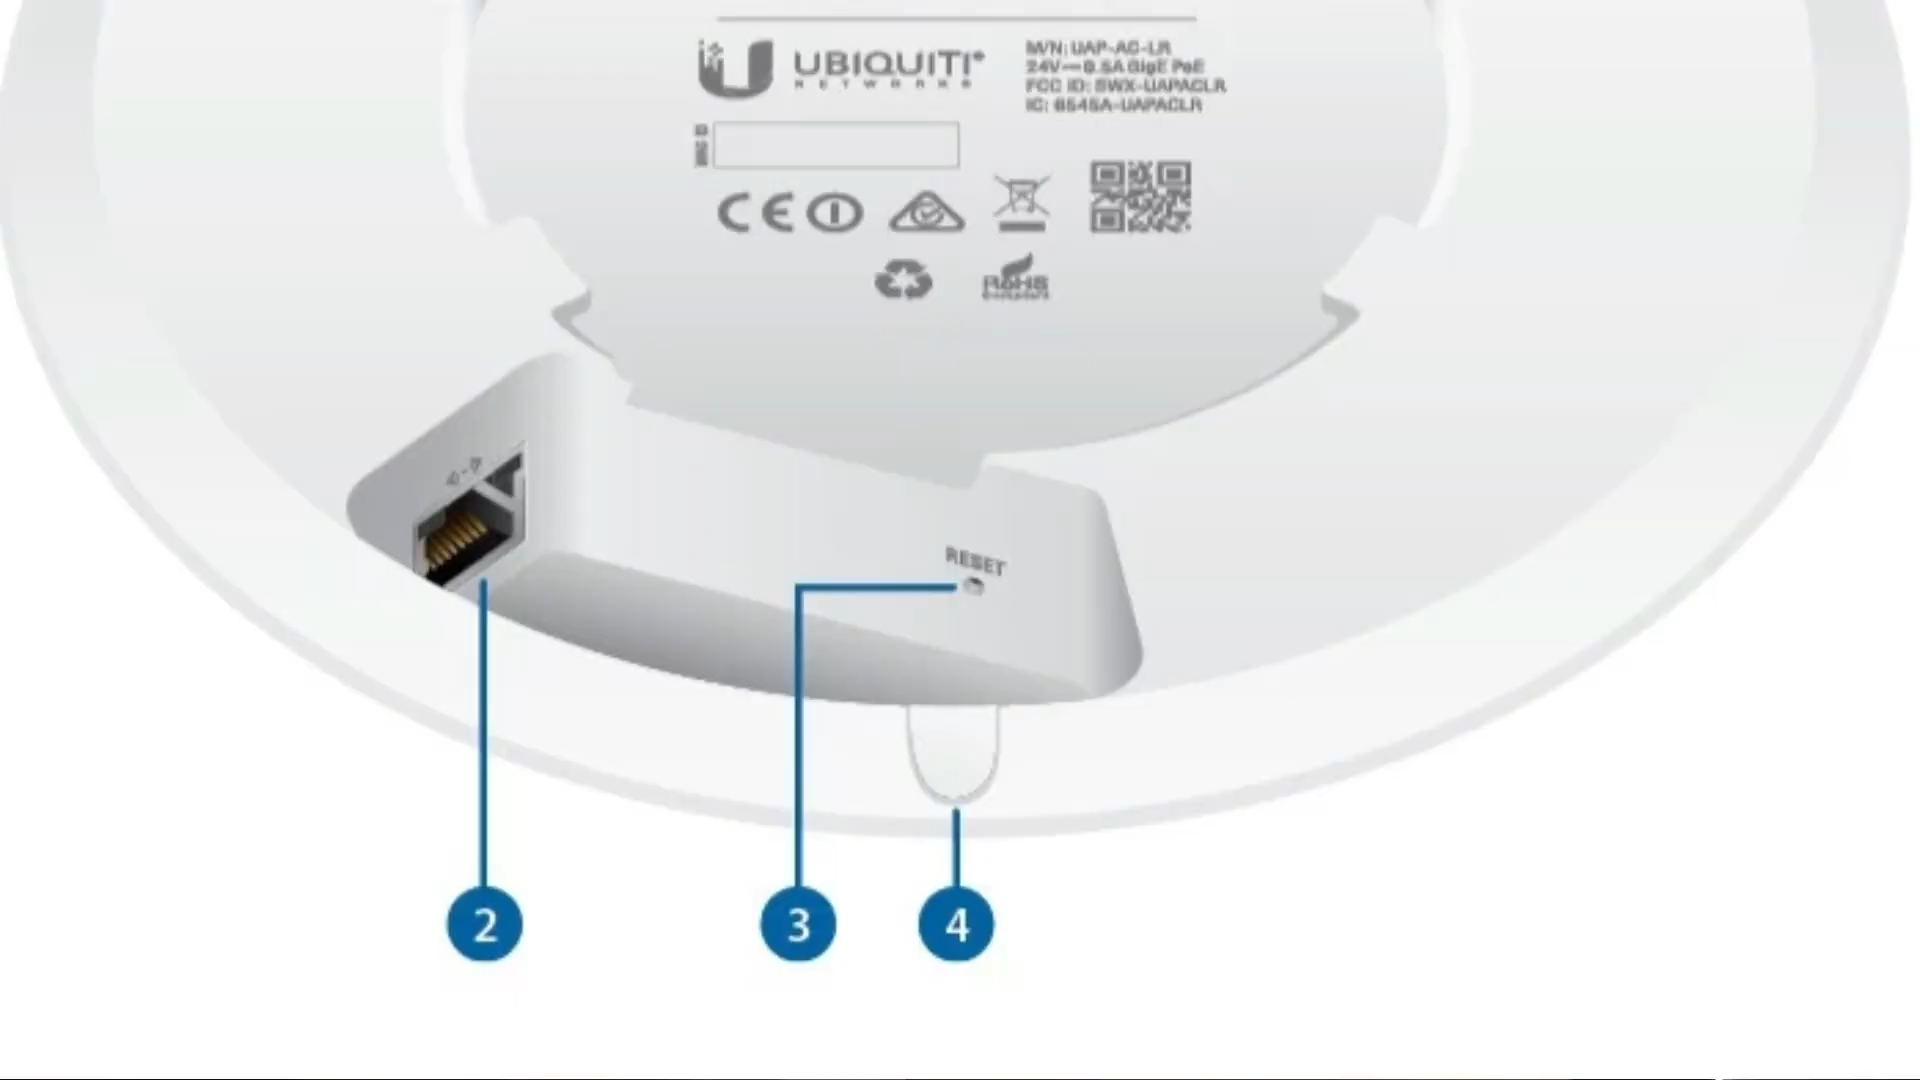 UBIQUITI
NETWORKS
M/N: UAP-AC-LR
24V⎓0.5A GigE PoE
FCC ID: SWX-UAPACLR
IC: 6545A-UAPACLR
CE
RoHS
RESET
2
3
4